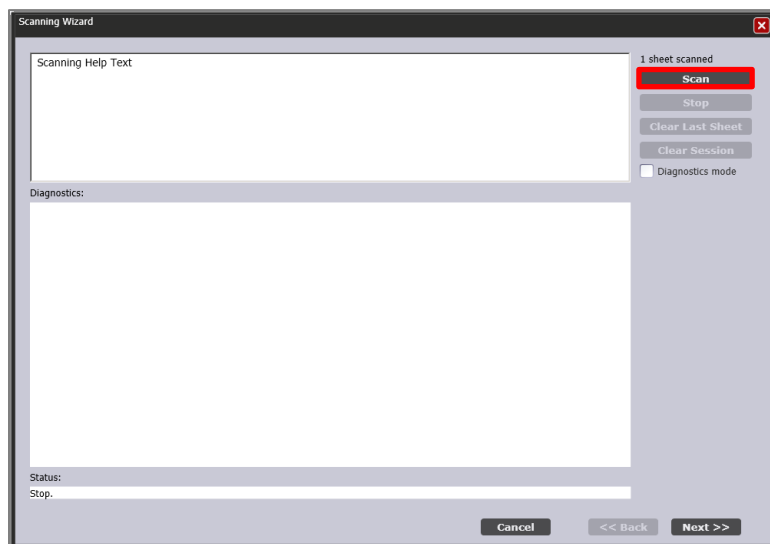 Scanning Wizard
Scanning Help Text
1 sheet scanned
Scan
Stop
Clear Last Sheet
Clear Session
Diagnostics mode
Diagnostics:
Status:
Stop.
Cancel
<< Back
Next >>